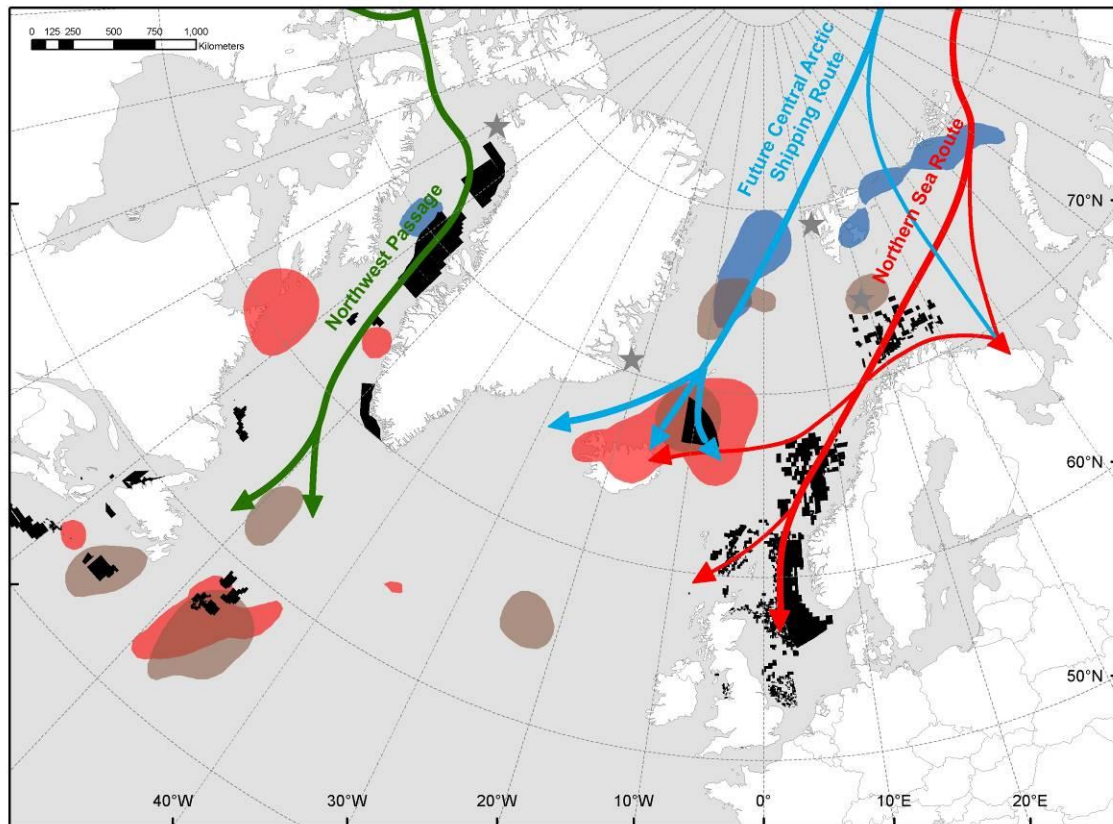 0 125 250 500 750 1,000
Kilometers
Future Central Arctic
Shipping Route
Northern Sea Route
Northwest Passage
70°N
60°N
50°N
40°W 30°W 20°W 10°W 0° 10°E 20°E